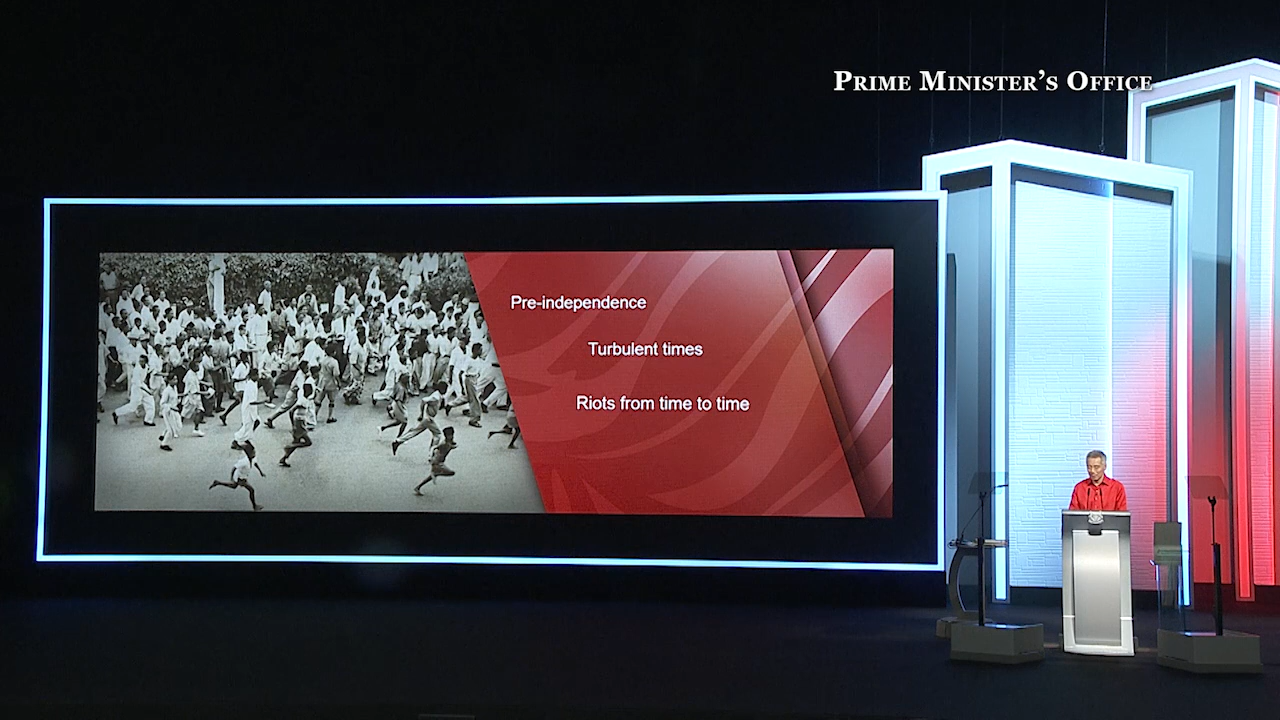 Prime Minister’s Office
Pre-independence
Turbulent times
Riots from time to time